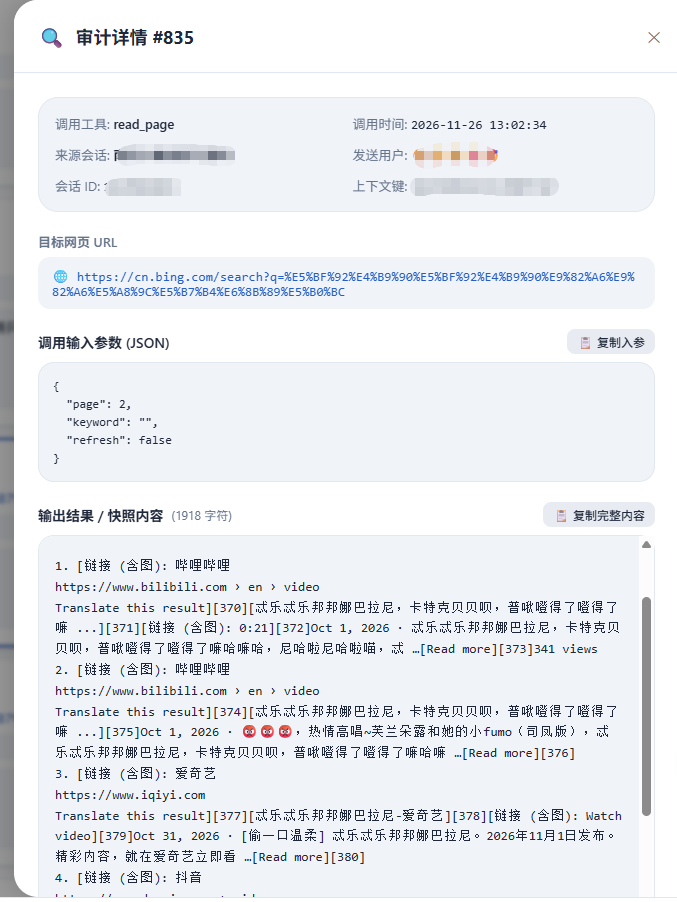 审计详情 #835
调用工具: read_page
调用时间: 2026-11-26 13:02:34
来源会话:
发送用户:
会话 ID:
上下文键:
目标网页 URL
https://cn.bing.com/search?q=%E5%BF%92%E4%B9%90%E5%BF%92%E4%B9%90%E9%82%A6%E9%
82%A6%E5%A8%9C%E5%B7%B4%E6%8B%89%E5%B0%BC
调用输入参数 (JSON)
复制入参
{
"page": 2,
"keyword": "",
"refresh": false
}
输出结果 / 快照内容 (1918 字符)
复制完整内容
1. [链接 (含图): 哔哩哔哩
https://www.bilibili.com › en › video
Translate this result][370][忒乐忒乐邦邦娜巴拉尼，卡特克贝贝呗，普啾噔得了噔得了
嘛 ...][371][链接 (含图): 0:21][372]Oct 1, 2026 · 忒乐忒乐邦邦娜巴拉尼，卡特克贝
贝呗，普啾噔得了噔得了嘛哈嘛哈，尼哈啦尼哈啦喵，忒 …[Read more][373]341 views
2. [链接 (含图): 哔哩哔哩
https://www.bilibili.com › en › video
Translate this result][374][忒乐忒乐邦邦娜巴拉尼，卡特克贝贝呗，普啾噔得了噔得了
嘛 ...][375]Oct 1, 2026 · ，热情高唱~芙兰朵露和她的小fumo（司凤版），忒
乐忒乐邦邦娜巴拉尼，卡特克贝贝呗，普啾噔得了噔得了嘛哈嘛 …[Read more][376]
3. [链接 (含图): 爱奇艺
https://www.iqiyi.com
Translate this result][377][忒乐忒乐邦邦娜巴拉尼-爱奇艺][378][链接 (含图): Watch
video][379]Oct 31, 2026 · [偷一口温柔] 忒乐忒乐邦邦娜巴拉尼。2026年11月1日发布。
精彩内容，就在爱奇艺立即看 …[Read more][380]
4. [链接 (含图): 抖音